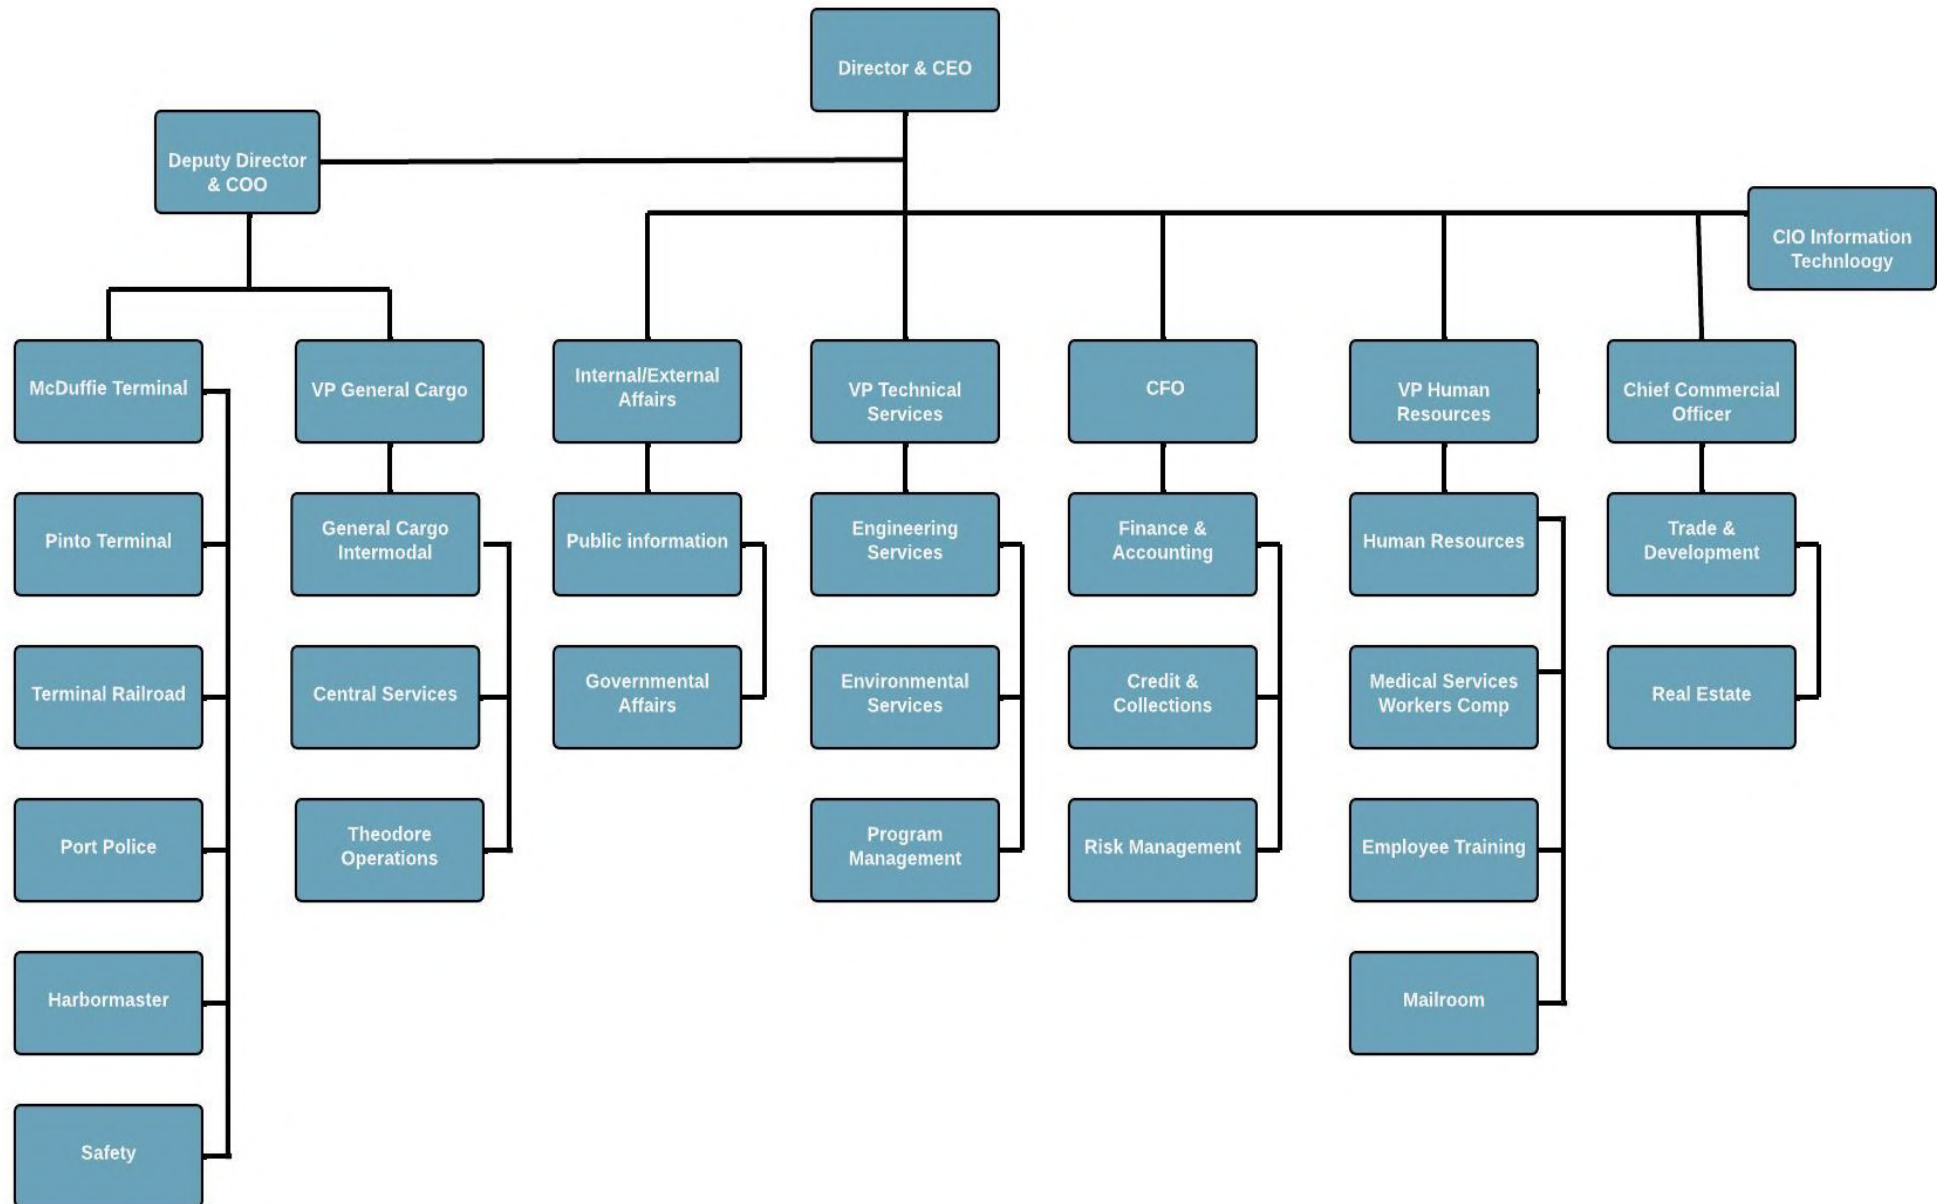 Director & CEO
Deputy Director
& COO
CIO Information
Technloogy
McDuffie Terminal
VP General Cargo
Internal/External
Affairs
VP Technical
Services
CFO
VP Human
Resources
Chief Commercial
Officer
Pinto Terminal
General Cargo
Intermodal
Public information
Engineering
Services
Finance &
Accounting
Human Resources
Trade &
Development
Terminal Railroad
Central Services
Governmental
Affairs
Environmental
Services
Credit &
Collections
Medical Services
Workers Comp
Real Estate
Port Police
Theodore
Operations
Program
Management
Risk Management
Employee Training
Harbormaster
Mailroom
Safety